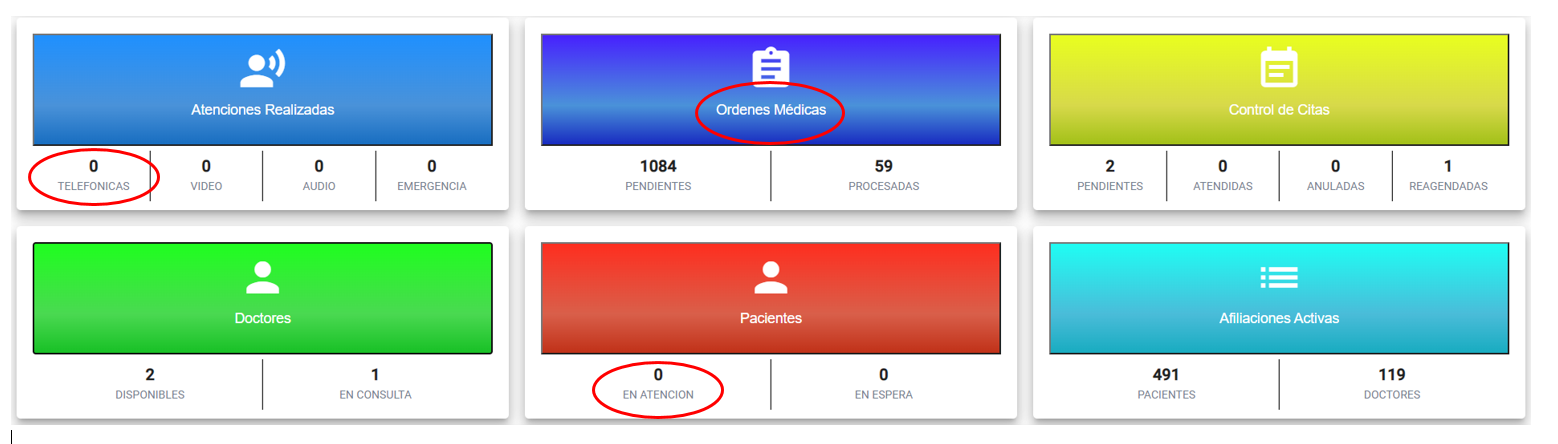 Atenciones Realizadas
0 0 0 0
TELEFONICAS VIDEO AUDIO EMERGENCIA
Ordenes Médicas
1084 59
PENDIENTES PROCESADAS
Control de Citas
2 0 0 1
PENDIENTES ATENDIDAS ANULADAS REAGENDADAS
Doctores
2 1
DISPONIBLES EN CONSULTA
Pacientes
0 0
EN ATENCION EN ESPERA
Afiliaciones Activas
491 119
PACIENTES DOCTORES